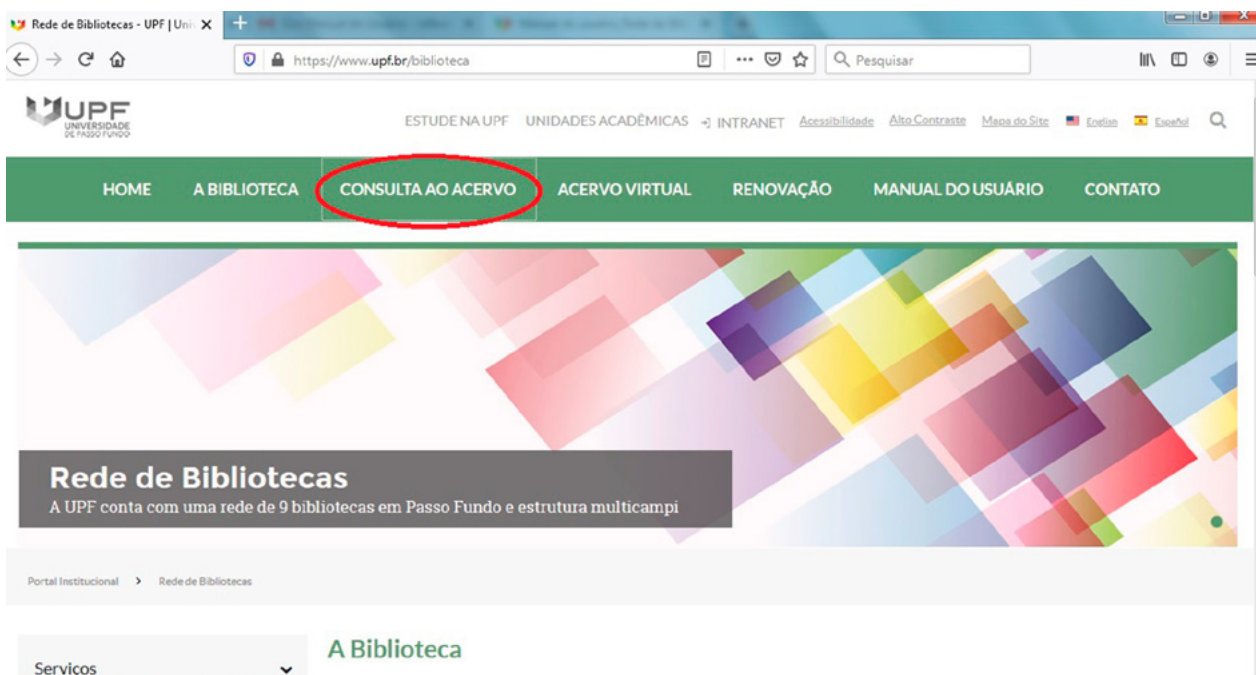 Rede de Bibliotecas - UPF | Uni
https://www.upf.br/biblioteca
Pesquisar
UPF
UNIVERSIDADE
DE PASSO FUNDO
ESTUDE NA UPF UNIDADES ACADÊMICAS INTRANET Acessibilidade Alto Contraste Mapa do Site English Español
HOME A BIBLIOTECA CONSULTA AO ACERVO ACERVO VIRTUAL RENOVAÇÃO MANUAL DO USUÁRIO CONTATO
Rede de Bibliotecas
A UPF conta com uma rede de 9 bibliotecas em Passo Fundo e estrutura multicampi
Portal Institucional > Rede de Bibliotecas
A Biblioteca
Serviços